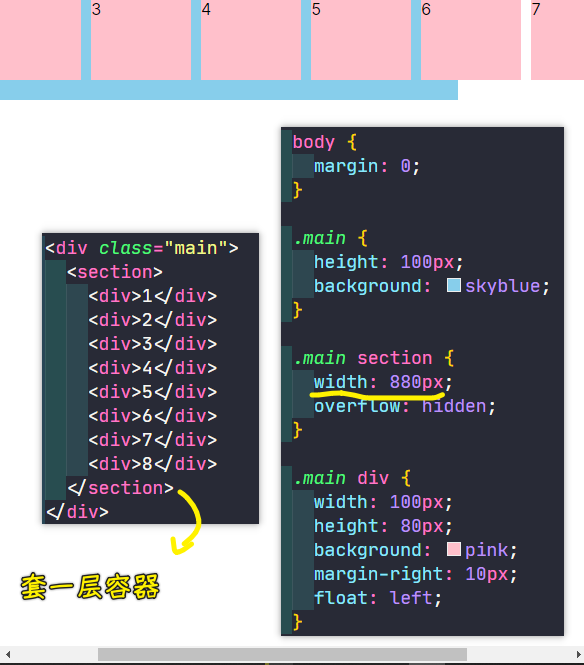 3 4 5 6 7
body {
margin: 0;
}
.main {
height: 100px;
background: skyblue;
}
.main section {
width: 880px;
overflow: hidden;
}
.main div {
width: 100px;
height: 80px;
background: pink;
margin-right: 10px;
float: left;
}
<div class="main">
<section>
<div>1</div>
<div>2</div>
<div>3</div>
<div>4</div>
<div>5</div>
<div>6</div>
<div>7</div>
<div>8</div>
</section>
</div>
套一层容器